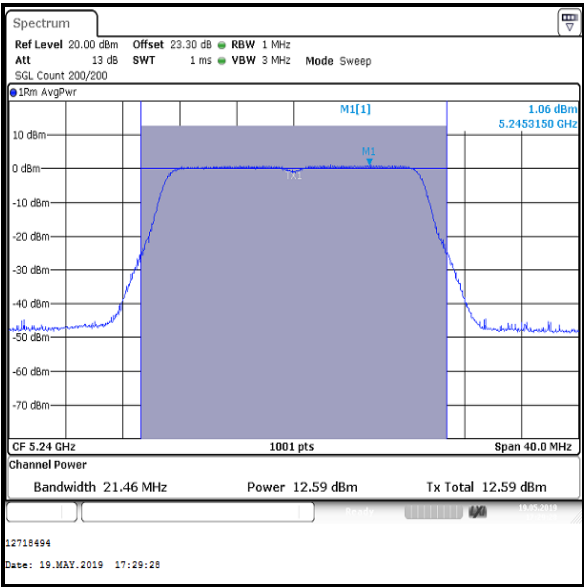 Spectrum
Ref Level 20.00 dBm Offset 23.30 dB RBW 1 MHz
Att 13 dB SWT 1 ms VBW 3 MHz Mode Sweep
SGL Count 200/200
1Rm AvgPwr
M1[1] 1.06 dBm
5.2453150 GHz
10 dBm
M1
0 dBm
TX1
-10 dBm
-20 dBm
-30 dBm
-40 dBm
-50 dBm
-60 dBm
-70 dBm
CF 5.24 GHz 1001 pts Span 40.0 MHz
Channel Power
Bandwidth 21.46 MHz Power 12.59 dBm Tx Total 12.59 dBm
Ready 19.05.2019
12718494
Date: 19.MAY.2019 17:29:28